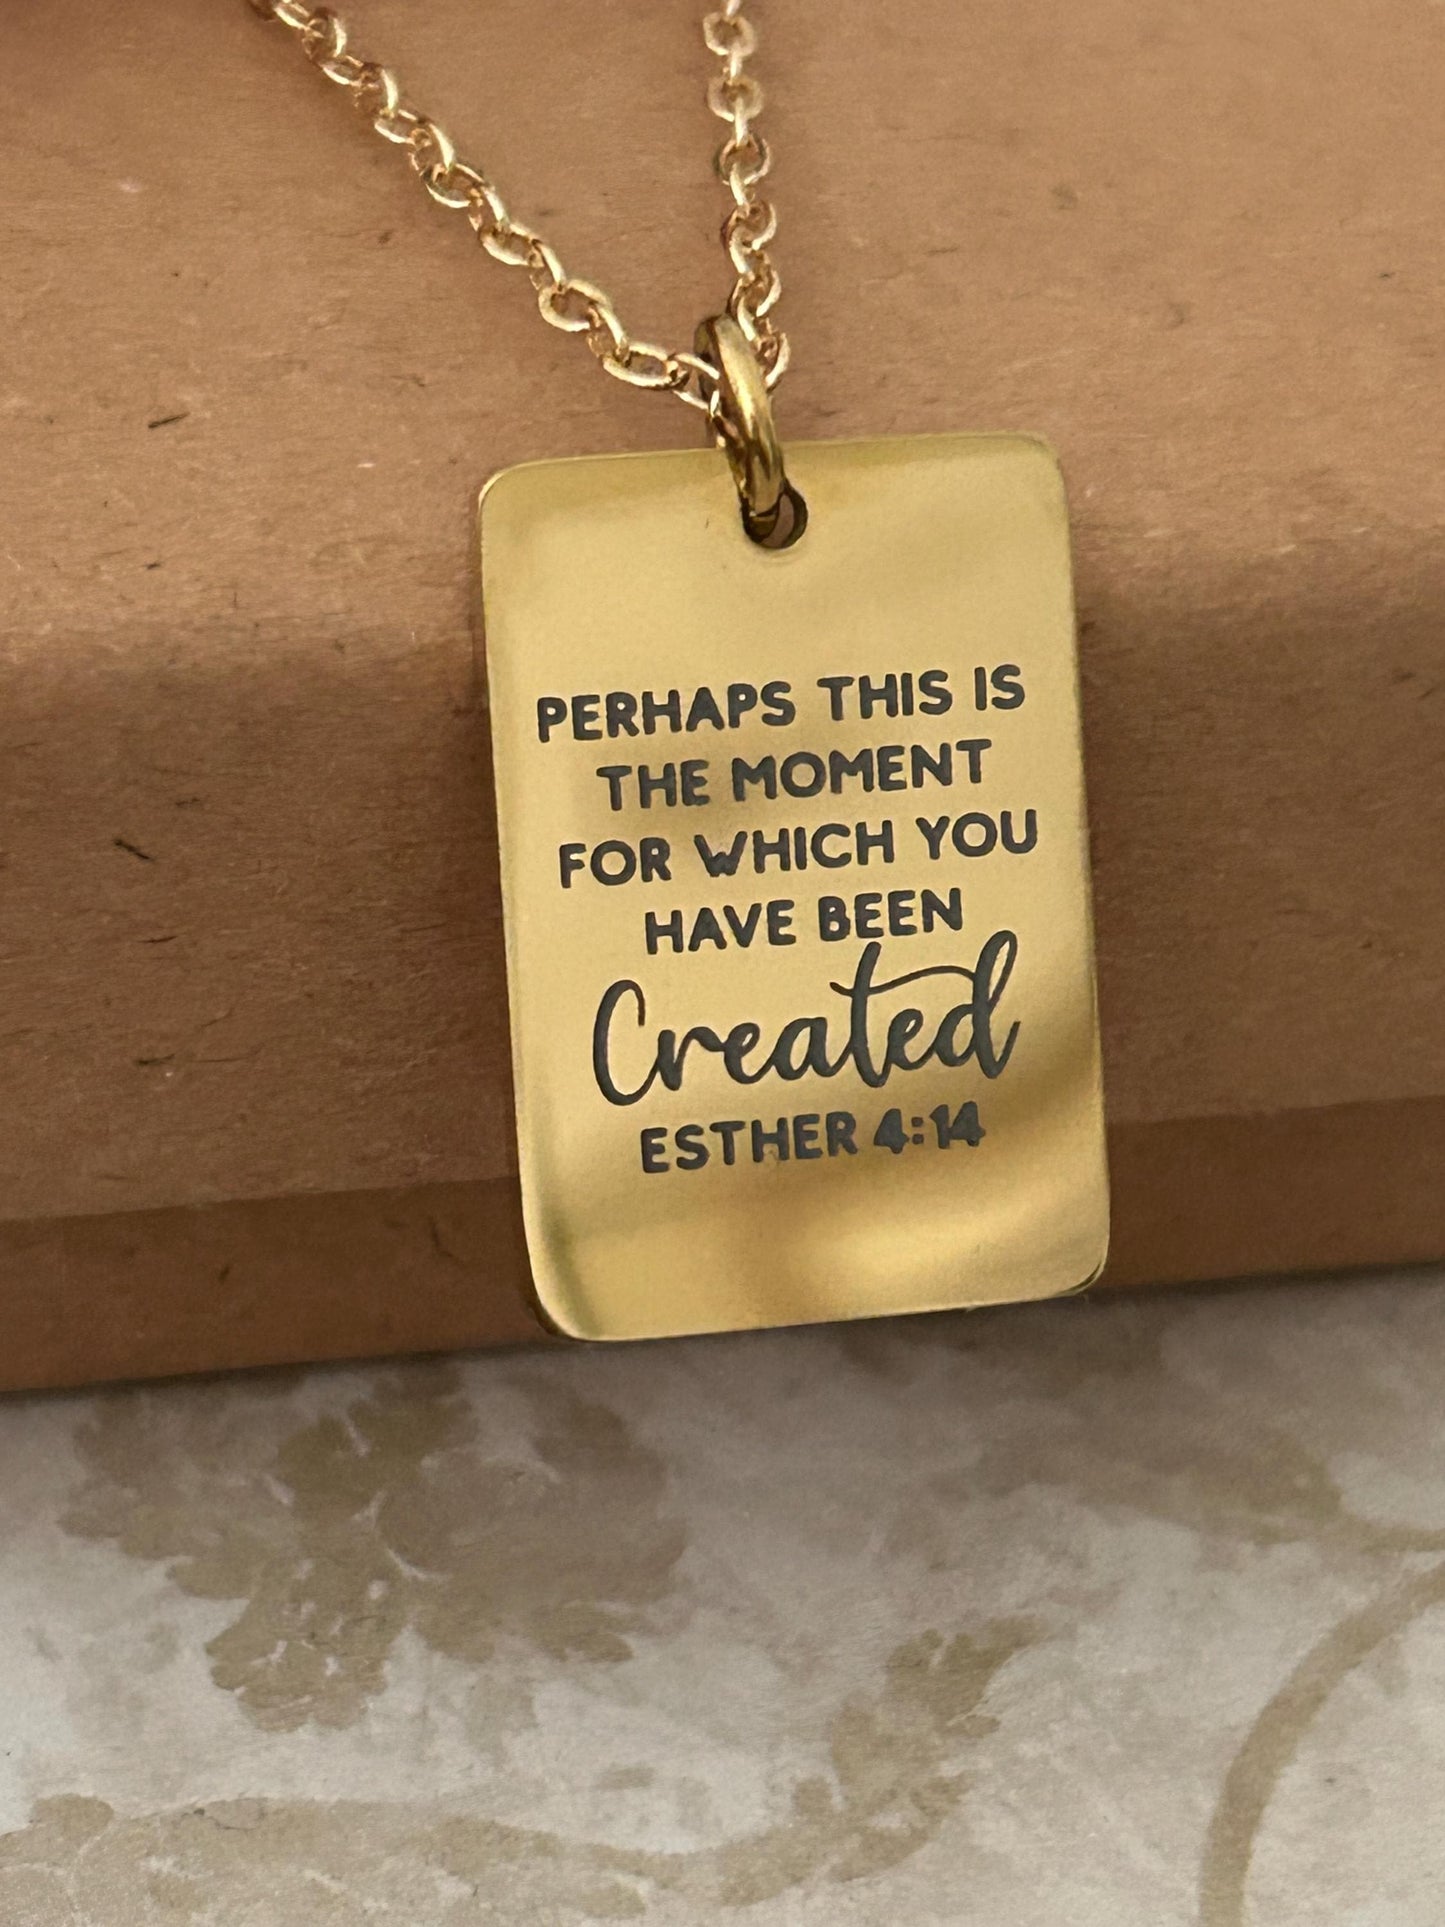 PERHAPS THIS IS
THE MOMENT
FOR WHICH YOU
HAVE BEEN
Created
ESTHER 4:14